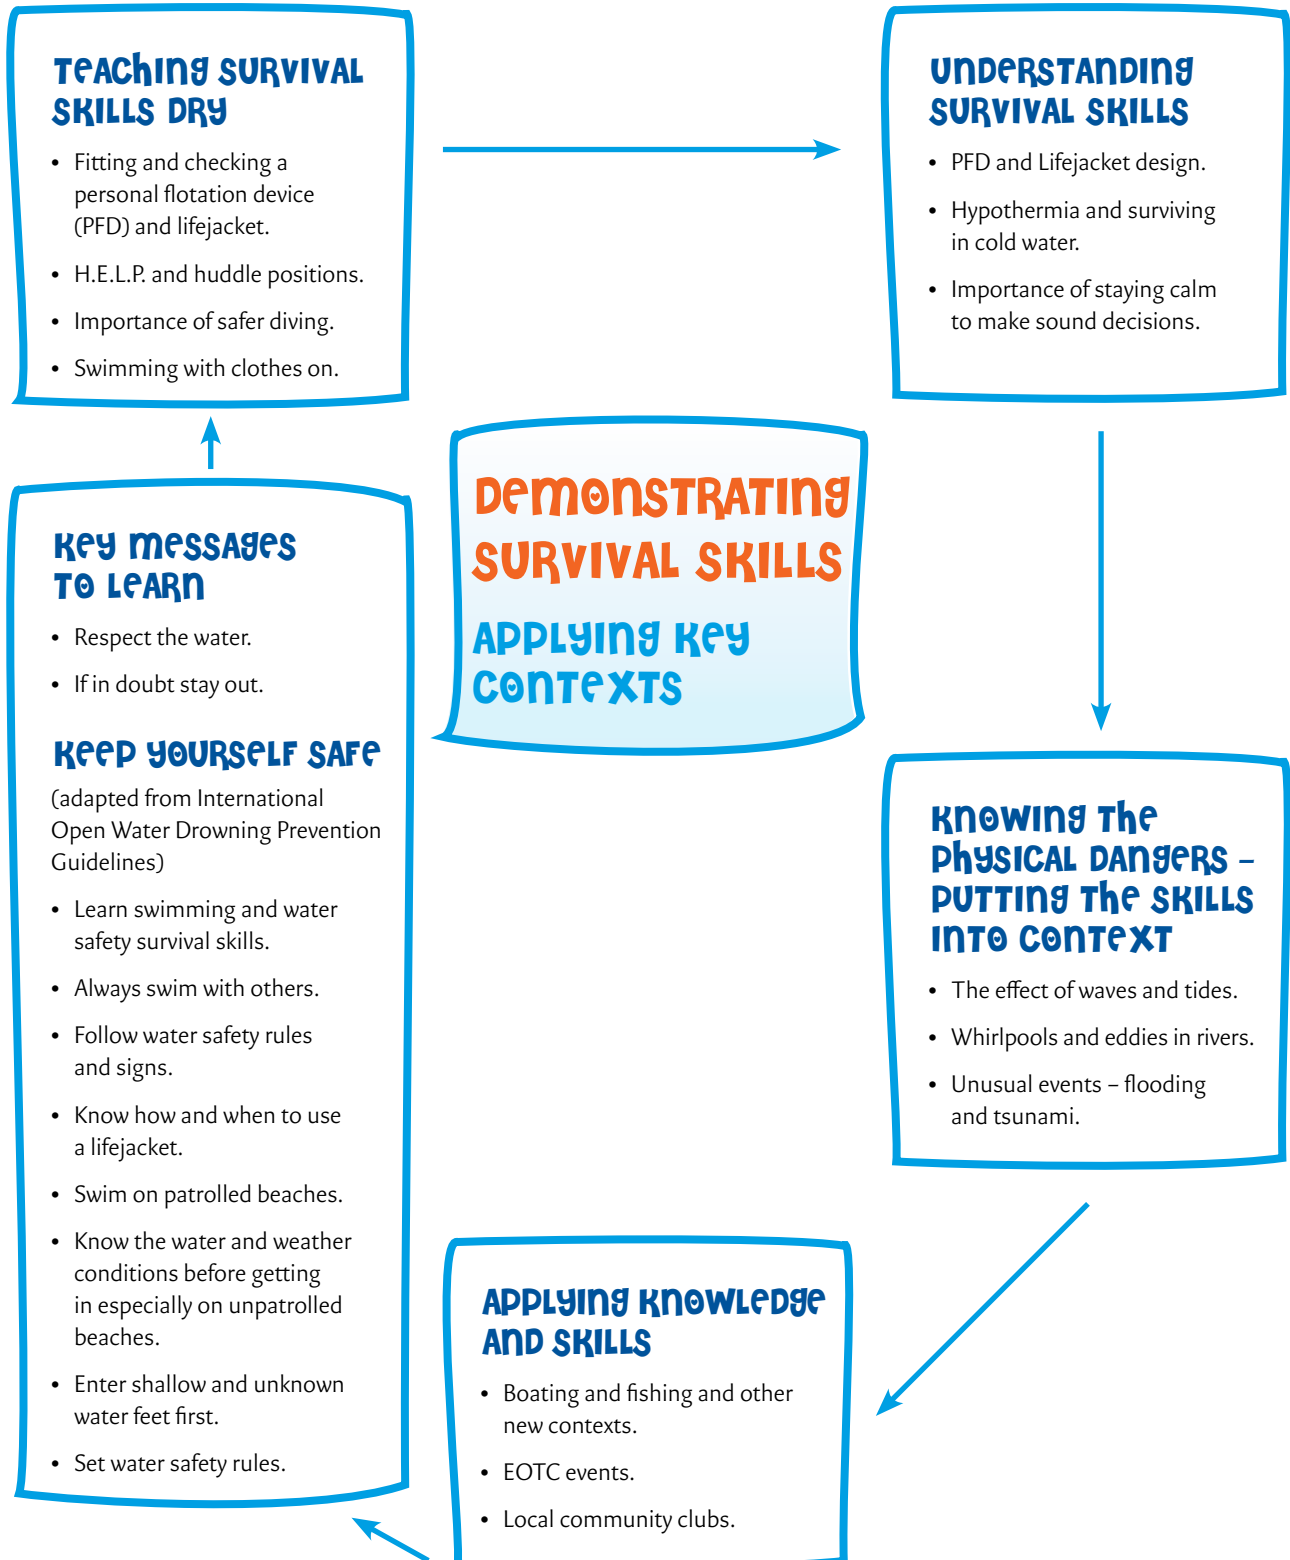 Teaching survival
skills dry
• Fitting and checking a
personal flotation device
(PFD) and lifejacket.
• H.E.L.P. and huddle positions.
• Importance of safer diving.
• Swimming with clothes on.
Understanding
survival skills
• PFD and Lifejacket design.
• Hypothermia and surviving
in cold water.
• Importance of staying calm
to make sound decisions.
Demonstrating
survival skills
Applying key
contexts
Key messages
to learn
• Respect the water.
• If in doubt stay out.
Keep yourself safe
(adapted from International
Open Water Drowning Prevention
Guidelines)
• Learn swimming and water
safety survival skills.
• Always swim with others.
• Follow water safety rules
and signs.
• Know how and when to use
a lifejacket.
• Swim on patrolled beaches.
• Know the water and weather
conditions before getting
in especially on unpatrolled
beaches.
• Enter shallow and unknown
water feet first.
• Set water safety rules.
Knowing the
physical dangers –
putting the skills
into context
• The effect of waves and tides.
• Whirlpools and eddies in rivers.
• Unusual events – flooding
and tsunami.
Applying knowledge
and skills
• Boating and fishing and other
new contexts.
• EOTC events.
• Local community clubs.